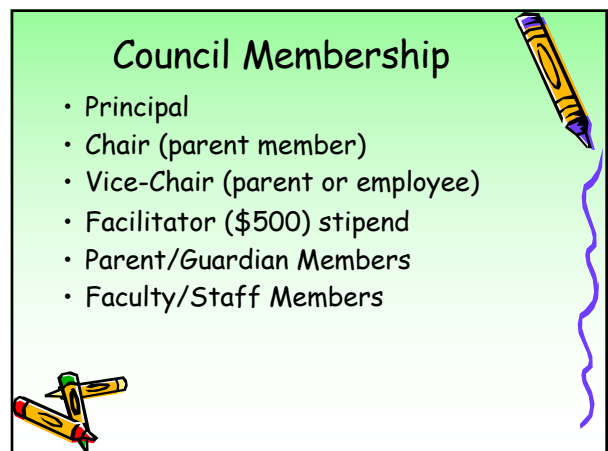 Council Membership
• Principal
• Chair (parent member)
• Vice-Chair (parent or employee)
• Facilitator ($500) stipend
• Parent/Guardian Members
• Faculty/Staff Members